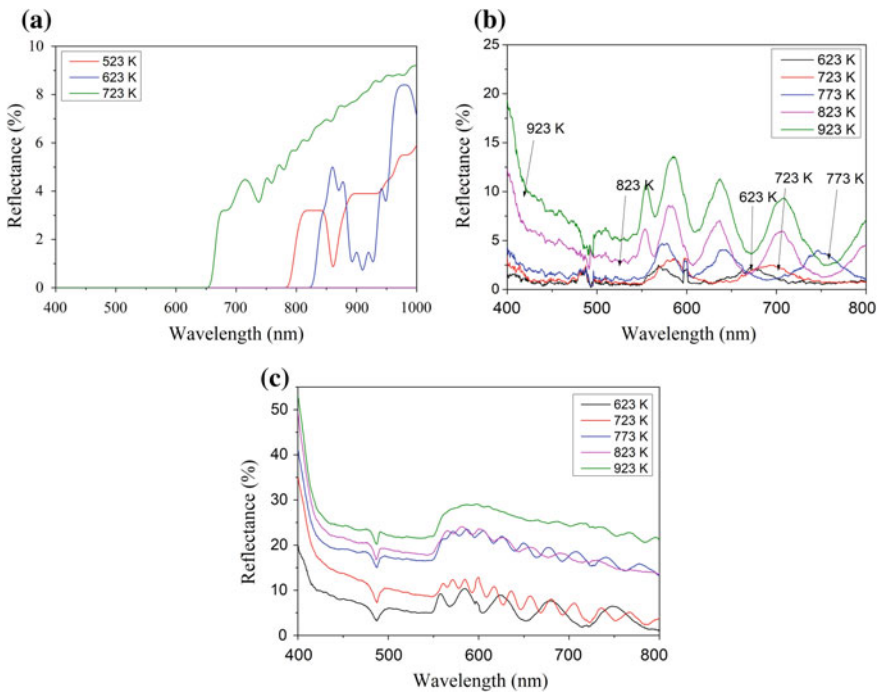 (a)
10
8
6
4
2
0
Reflectance (%)
523 K
623 K
723 K
400 500 600 700 800 900 1000
Wavelength (nm)
(b)
25
20
15
10
5
0
Reflectance (%)
623 K
723 K
773 K
823 K
923 K
923 K
823 K
623 K
723 K
773 K
400 500 600 700 800
Wavelength (nm)
(c)
50
40
30
20
10
0
Reflectance (%)
623 K
723 K
773 K
823 K
923 K
400 500 600 700 800
Wavelength (nm)